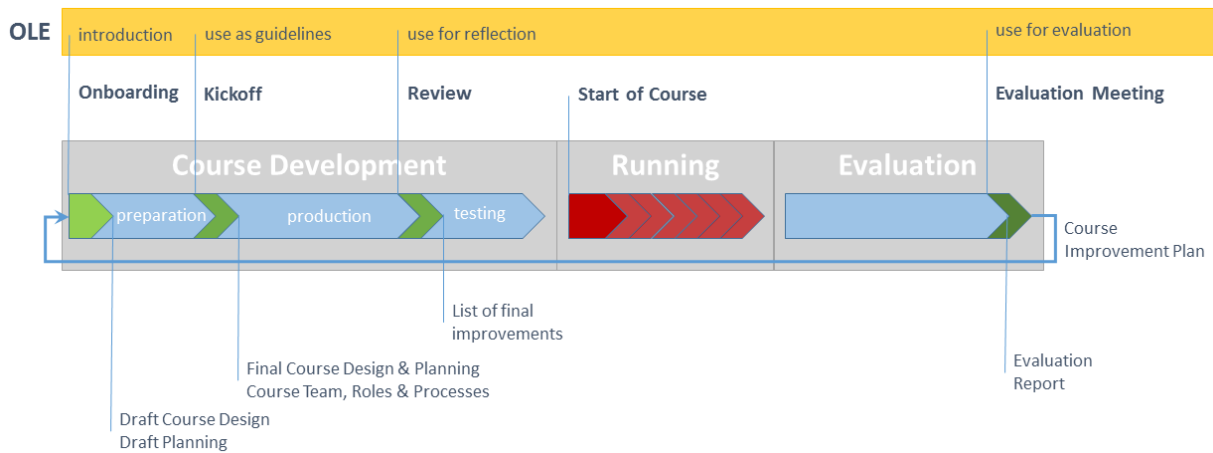 OLE
introduction
use as guidelines
use for reflection
use for evaluation
Onboarding
Kickoff
Review
Start of Course
Evaluation Meeting
Course Development
Running
Evaluation
preparation
production
testing
Course
Improvement Plan
List of final
improvements
Final Course Design & Planning
Course Team, Roles & Processes
Evaluation
Report
Draft Course Design
Draft Planning